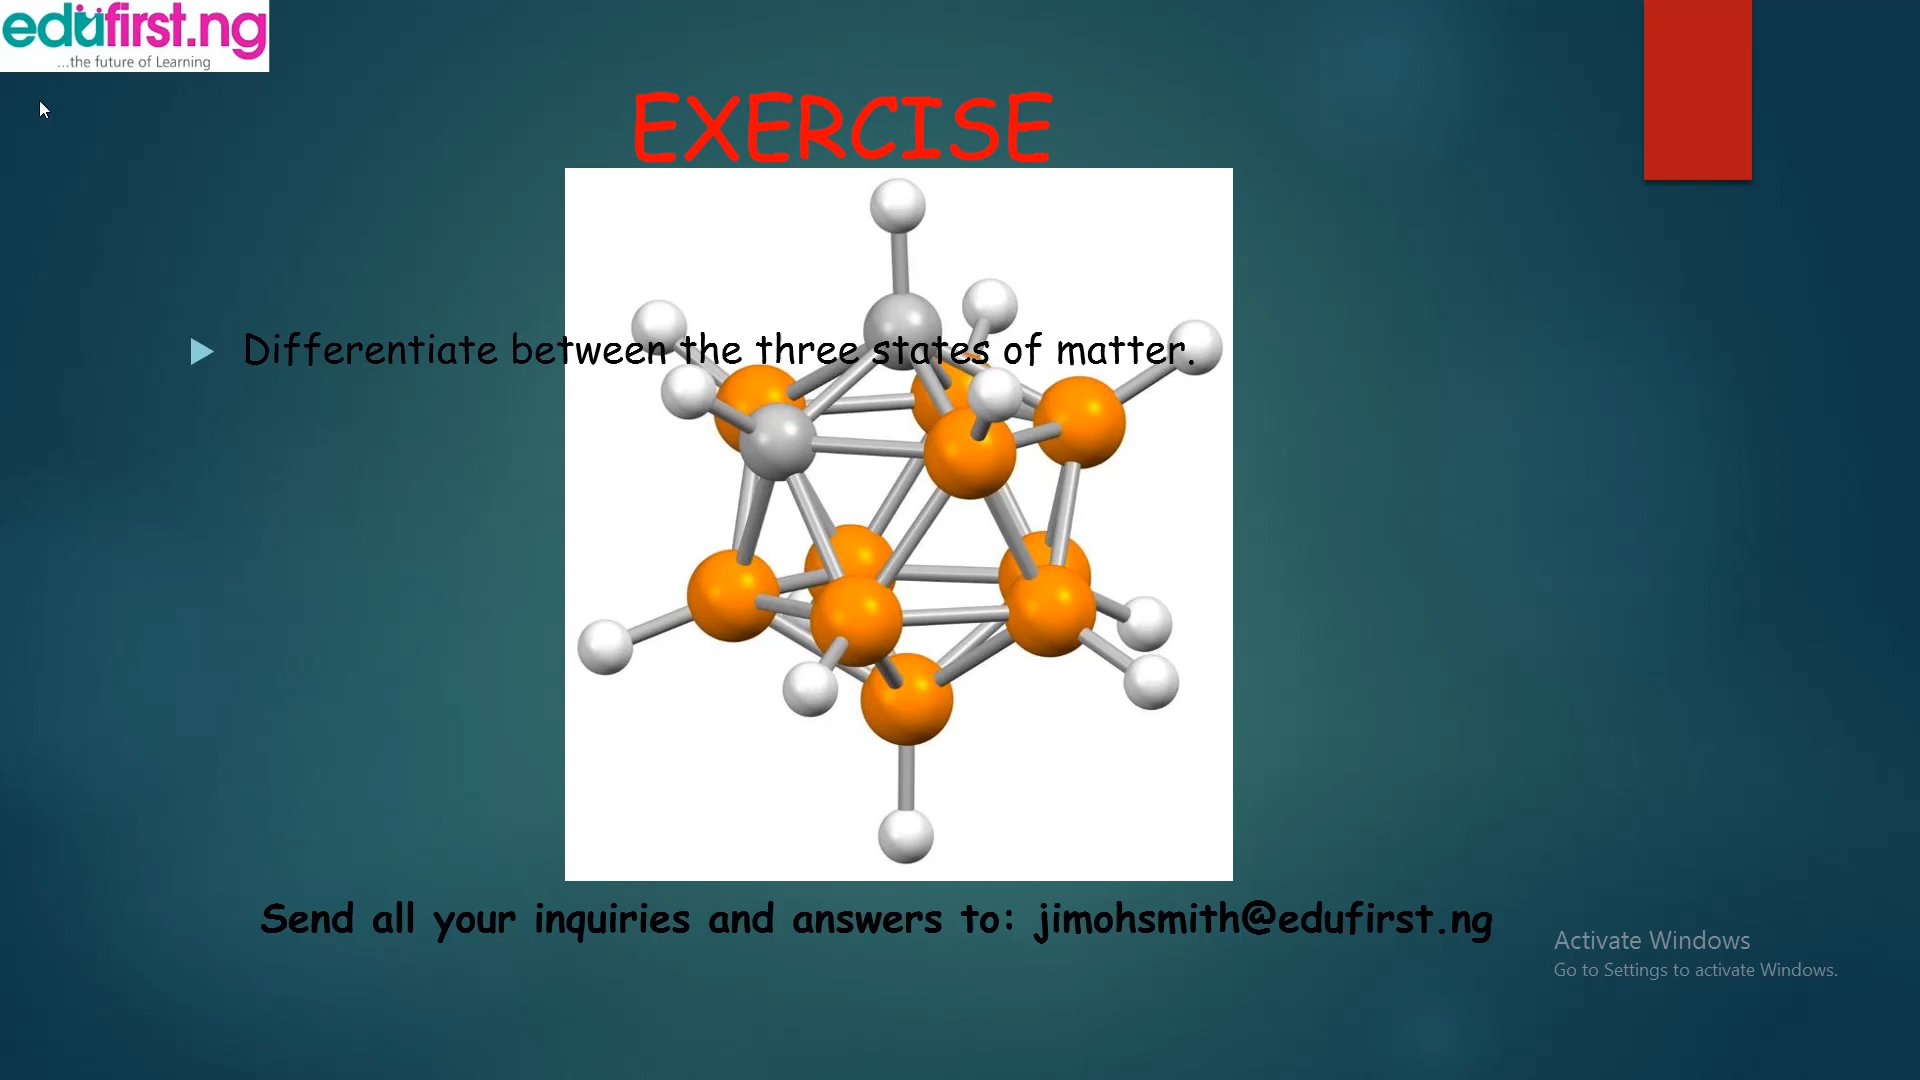 edufirst.ng
...the future of Learning
EXERCISE
Differentiate between the three states of matter.
Send all your inquiries and answers to: jimohsmith@edufirst.ng
Activate Windows
Go to Settings to activate Windows.